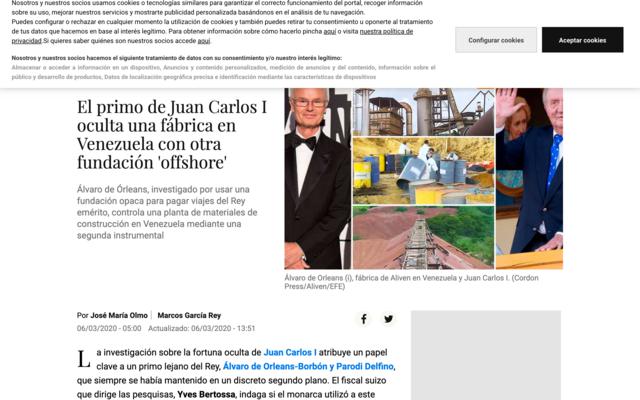 Nosotros y nuestros socios usamos cookies o tecnologías similares para garantizar el correcto funcionamiento del portal, recoger información
sobre su uso, mejorar nuestros servicios y mostrarte publicidad personalizada basándonos en el análisis de tu navegación.
Puedes configurar o rechazar en cualquier momento la utilización de cookies y también puedes retirar tu consentimiento u oponerte al tratamiento
de tus datos que hacemos en base al interés legítimo. Para obtener información sobre cómo hacerlo pincha aquí o visita nuestra política de
privacidad.Si quieres saber quiénes son nuestros socios accede aquí.
Nosotros y nuestros socios hacemos el siguiente tratamiento de datos con su consentimiento y/o nuestro interés legítimo:
Almacenar o acceder a información en un dispositivo, Anuncios y contenido personalizados, medición de anuncios y del contenido, información sobre el
público y desarrollo de productos, Datos de localización geográfica precisa e identificación mediante las características de dispositivos
Configurar cookies
Aceptar cookies
El primo de Juan Carlos I
oculta una fábrica en
Venezuela con otra
fundación 'offshore'
Álvaro de Órleans, investigado por usar una
fundación opaca para pagar viajes del Rey
emérito, controla una planta de materiales de
construcción en Venezuela mediante una
segunda instrumental
Álvaro de Orleans (i), fábrica de Aliven en Venezuela y Juan Carlos I. (Cordon
Press/Aliven/EFE)
Por José María Olmo | Marcos García Rey
06/03/2020 - 05:00 Actualizado: 06/03/2020 - 13:51
La investigación sobre la fortuna oculta de Juan Carlos I atribuye un papel
clave a un primo lejano del Rey, Álvaro de Orleans-Borbón y Parodi Delfino,
que siempre se había mantenido en un discreto segundo plano. El fiscal suizo
que dirige las pesquisas, Yves Bertossa, indaga si el monarca utilizó a este